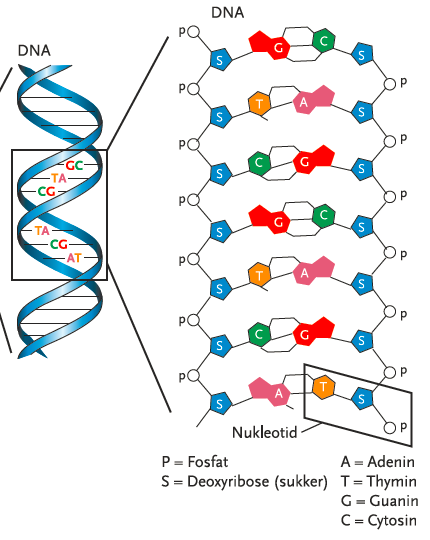 DNA
DNA
GC
TA
CG
TA
CG
AT
P
S G C S
P
P
S T A S
P
P
S C G S
P
P
S G C S
P
P
S T A S
P
P
S C G S
P
P
S A T S
P
Nukleotid
P = Fosfat
S = Deoxyribose (sukker)
A = Adenin
T = Thymin
G = Guanin
C = Cytosin